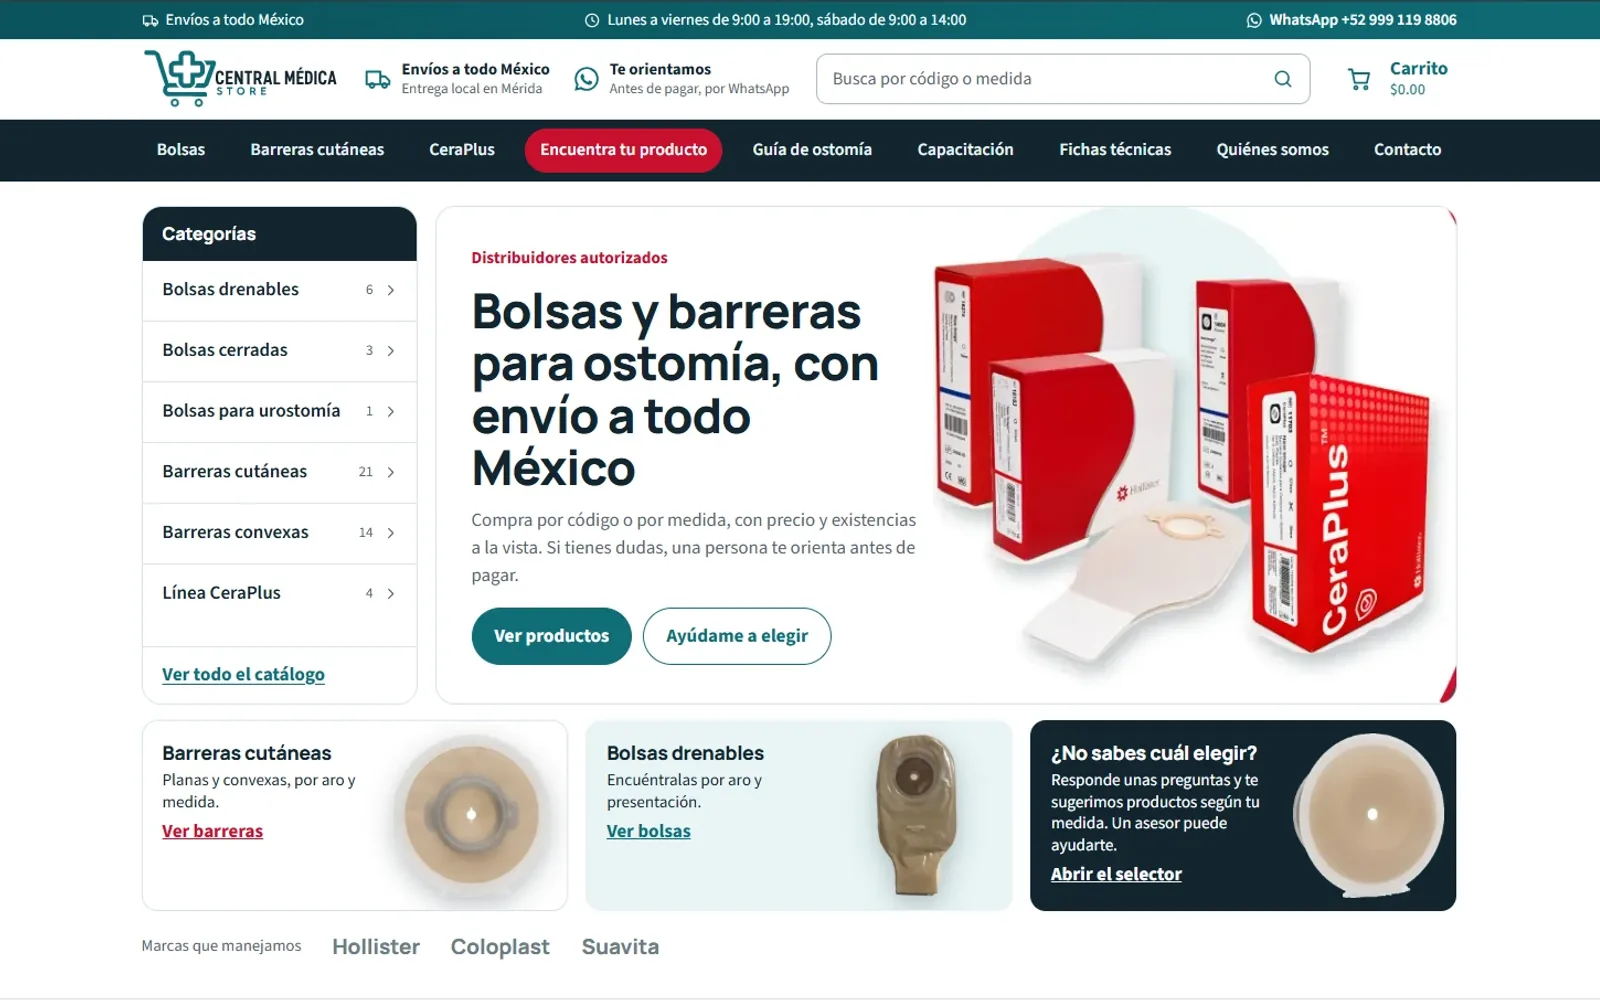 Envíos a todo México
Lunes a viernes de 9:00 a 19:00, sábado de 9:00 a 14:00
WhatsApp +52 999 119 8806
CENTRAL MÉDICA
STORE
Envíos a todo México
Entrega local en Mérida
Te orientamos
Antes de pagar, por WhatsApp
Busca por código o medida
Carrito
$0.00
Bolsas
Barreras cutáneas
CeraPlus
Encuentra tu producto
Guía de ostomía
Capacitación
Fichas técnicas
Quiénes somos
Contacto
Categorías
Bolsas drenables 6
Bolsas cerradas 3
Bolsas para urostomía 1
Barreras cutáneas 21
Barreras convexas 14
Línea CeraPlus 4
Ver todo el catálogo
Distribuidores autorizados
Bolsas y barreras
para ostomía, con
envío a todo
México
Compra por código o por medida, con precio y existencias
a la vista. Si tienes dudas, una persona te orienta antes de
pagar.
Ver productos
Ayúdame a elegir
Hollister
CeraPlus™
Hollister
Barreras cutáneas
Planas y convexas, por aro y
medida.
Ver barreras
Bolsas drenables
Encuéntralas por aro y
presentación.
Ver bolsas
¿No sabes cuál elegir?
Responde unas preguntas y te
sugerimos productos según tu
medida. Un asesor puede
ayudarte.
Abrir el selector
Marcas que manejamos
Hollister
Coloplast
Suavita